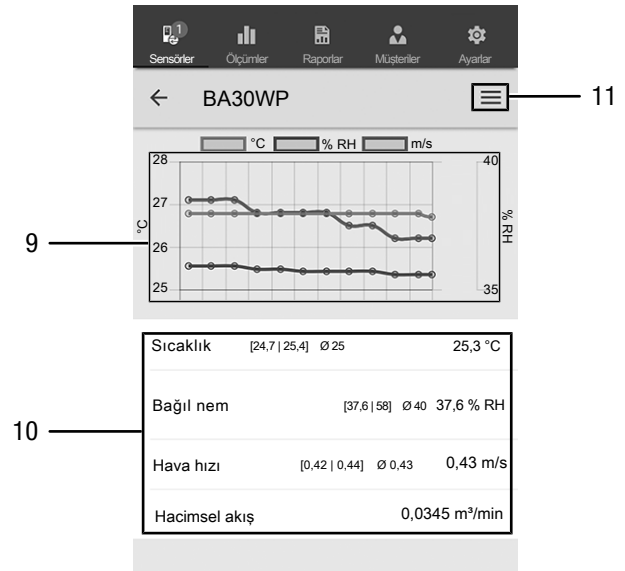 1
Sensörler Ölçümler Raporlar Müşteriler Ayarlar
BA30WP
11
°C % RH m/s
28 40
27
°C % RH
9
26
25 35
Sıcaklık [24,7 | 25,4] Ø 25 25,3 °C
Bağıl nem [37,6 | 58] Ø 40 37,6 % RH
10
Hava hızı [0,42 | 0,44] Ø 0,43 0,43 m/s
Hacimsel akış 0,0345 m³/min